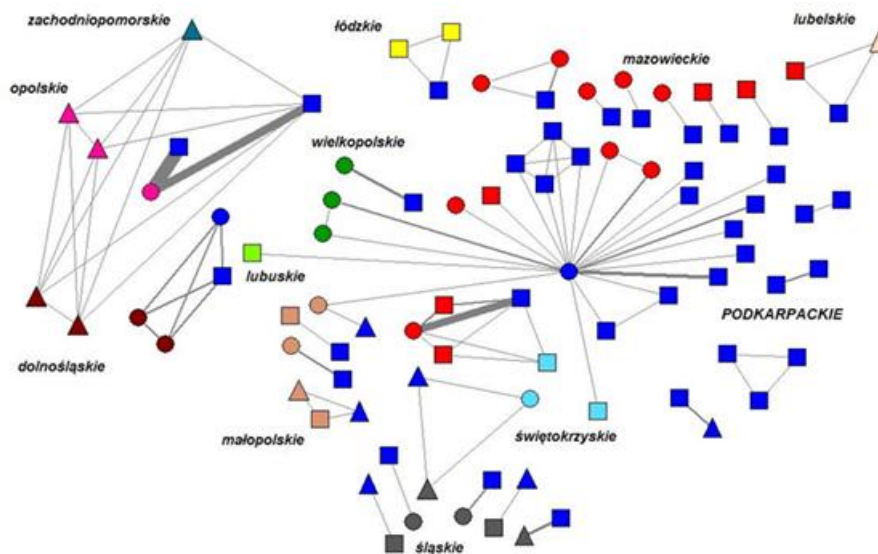 zachodniopomorskie
łódzkie
lubelskie
mazowieckie
opolskie
wielkopolskie
lubuskie
PODKARPACKIE
dolnośląskie
małopolskie
świętokrzyskie
śląskie